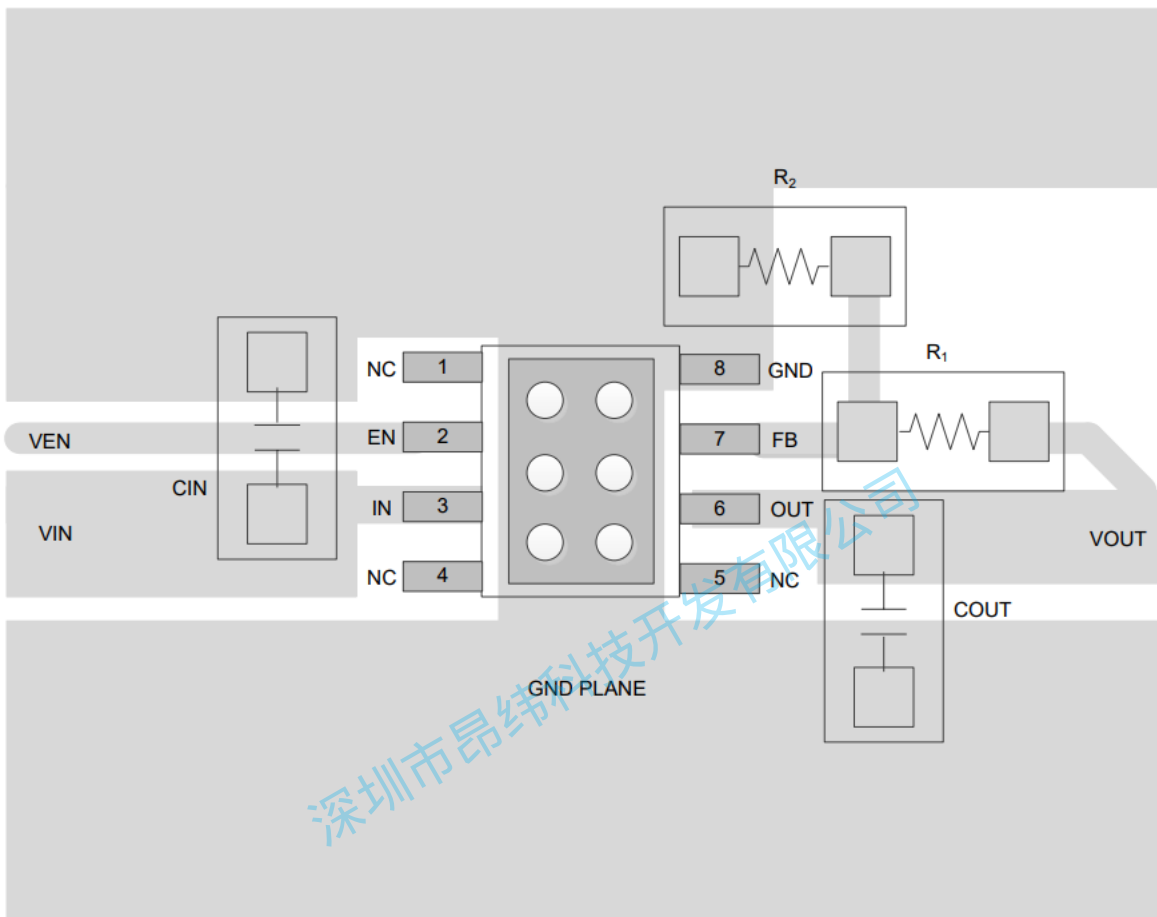 R₂
R₁
NC 1
8 GND
VEN
EN 2
7 FB
CIN
VIN
IN 3
6 OUT
VOUT
NC 4
5 NC
COUT
GND PLANE
深圳市昂纬科技开发有限公司